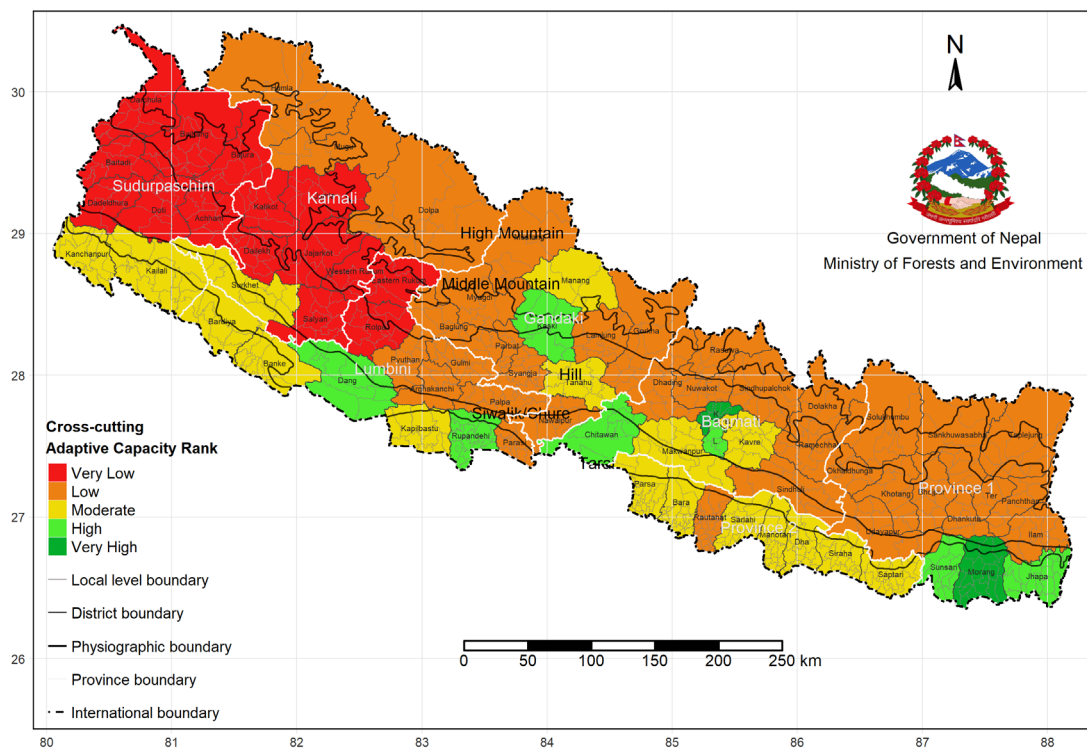 N
Government of Nepal
Ministry of Forests and Environment
30
29
28
27
26
Humla
Darchula
Bajhang
Mugu
Baitadi
Bajura
Sudurpaschim
Karnali
Dadeldhura
Doti
Achham
Kalikot
Dolpa
High Mountain
Mustang
Kanchanpur
Kailali
Dailekh
Jajarkot
Western Rukum
Eastern Rukum
Middle Mountain
Manang
Surkhet
Myagdi
Bardiya
Salyan
Rolpa
Baglung
Gandaki
Kaski
Lamjung
Gorkha
Parbat
Rasuwa
Banke
Pyuthan
Gulmi
Syangja
Lumbini
Dang
Hill
Tanahu
Dhading
Nuwakot
Sindhupalchok
Arghakanchi
Palpa
Dolakha
Solukhumbu
Siwalik/Chure
Nawalpur
Kapilbastu
Rupandehi
Parasi
Chitawan
K
Bagmati
L
Kavre
Ramechhap
Sankhuwasabha
Taplejung
Makwanpur
Tarai
Okhaldhunga
Parsa
Bara
Sindhuli
Khotang
Province 1
Bhoj
Ter
Panchthar
Rautahat
Sarlahi
Province 2
Mahotari
Dha
Siraha
Saptari
Udayapur
Dhankuta
Ilam
Sunsari
Morang
Jhapa
Cross-cutting
Adaptive Capacity Rank
Very Low
Low
Moderate
High
Very High
Local level boundary
District boundary
Physiographic boundary
Province boundary
International boundary
0 50 100 150 200 250 km
80 81 82 83 84 85 86 87 88